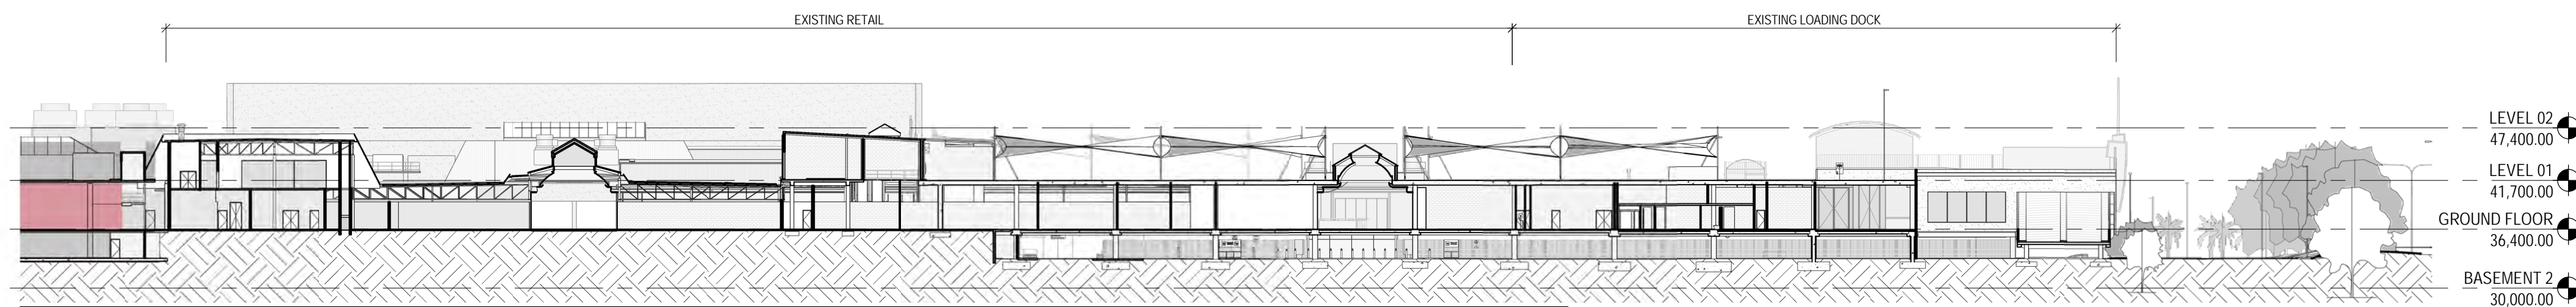 EXISTING RETAIL
EXISTING LOADING DOCK
LEVEL 02
47,400.00
LEVEL 01
41,700.00
GROUND FLOOR
36,400.00
BASEMENT 2
30,000.00